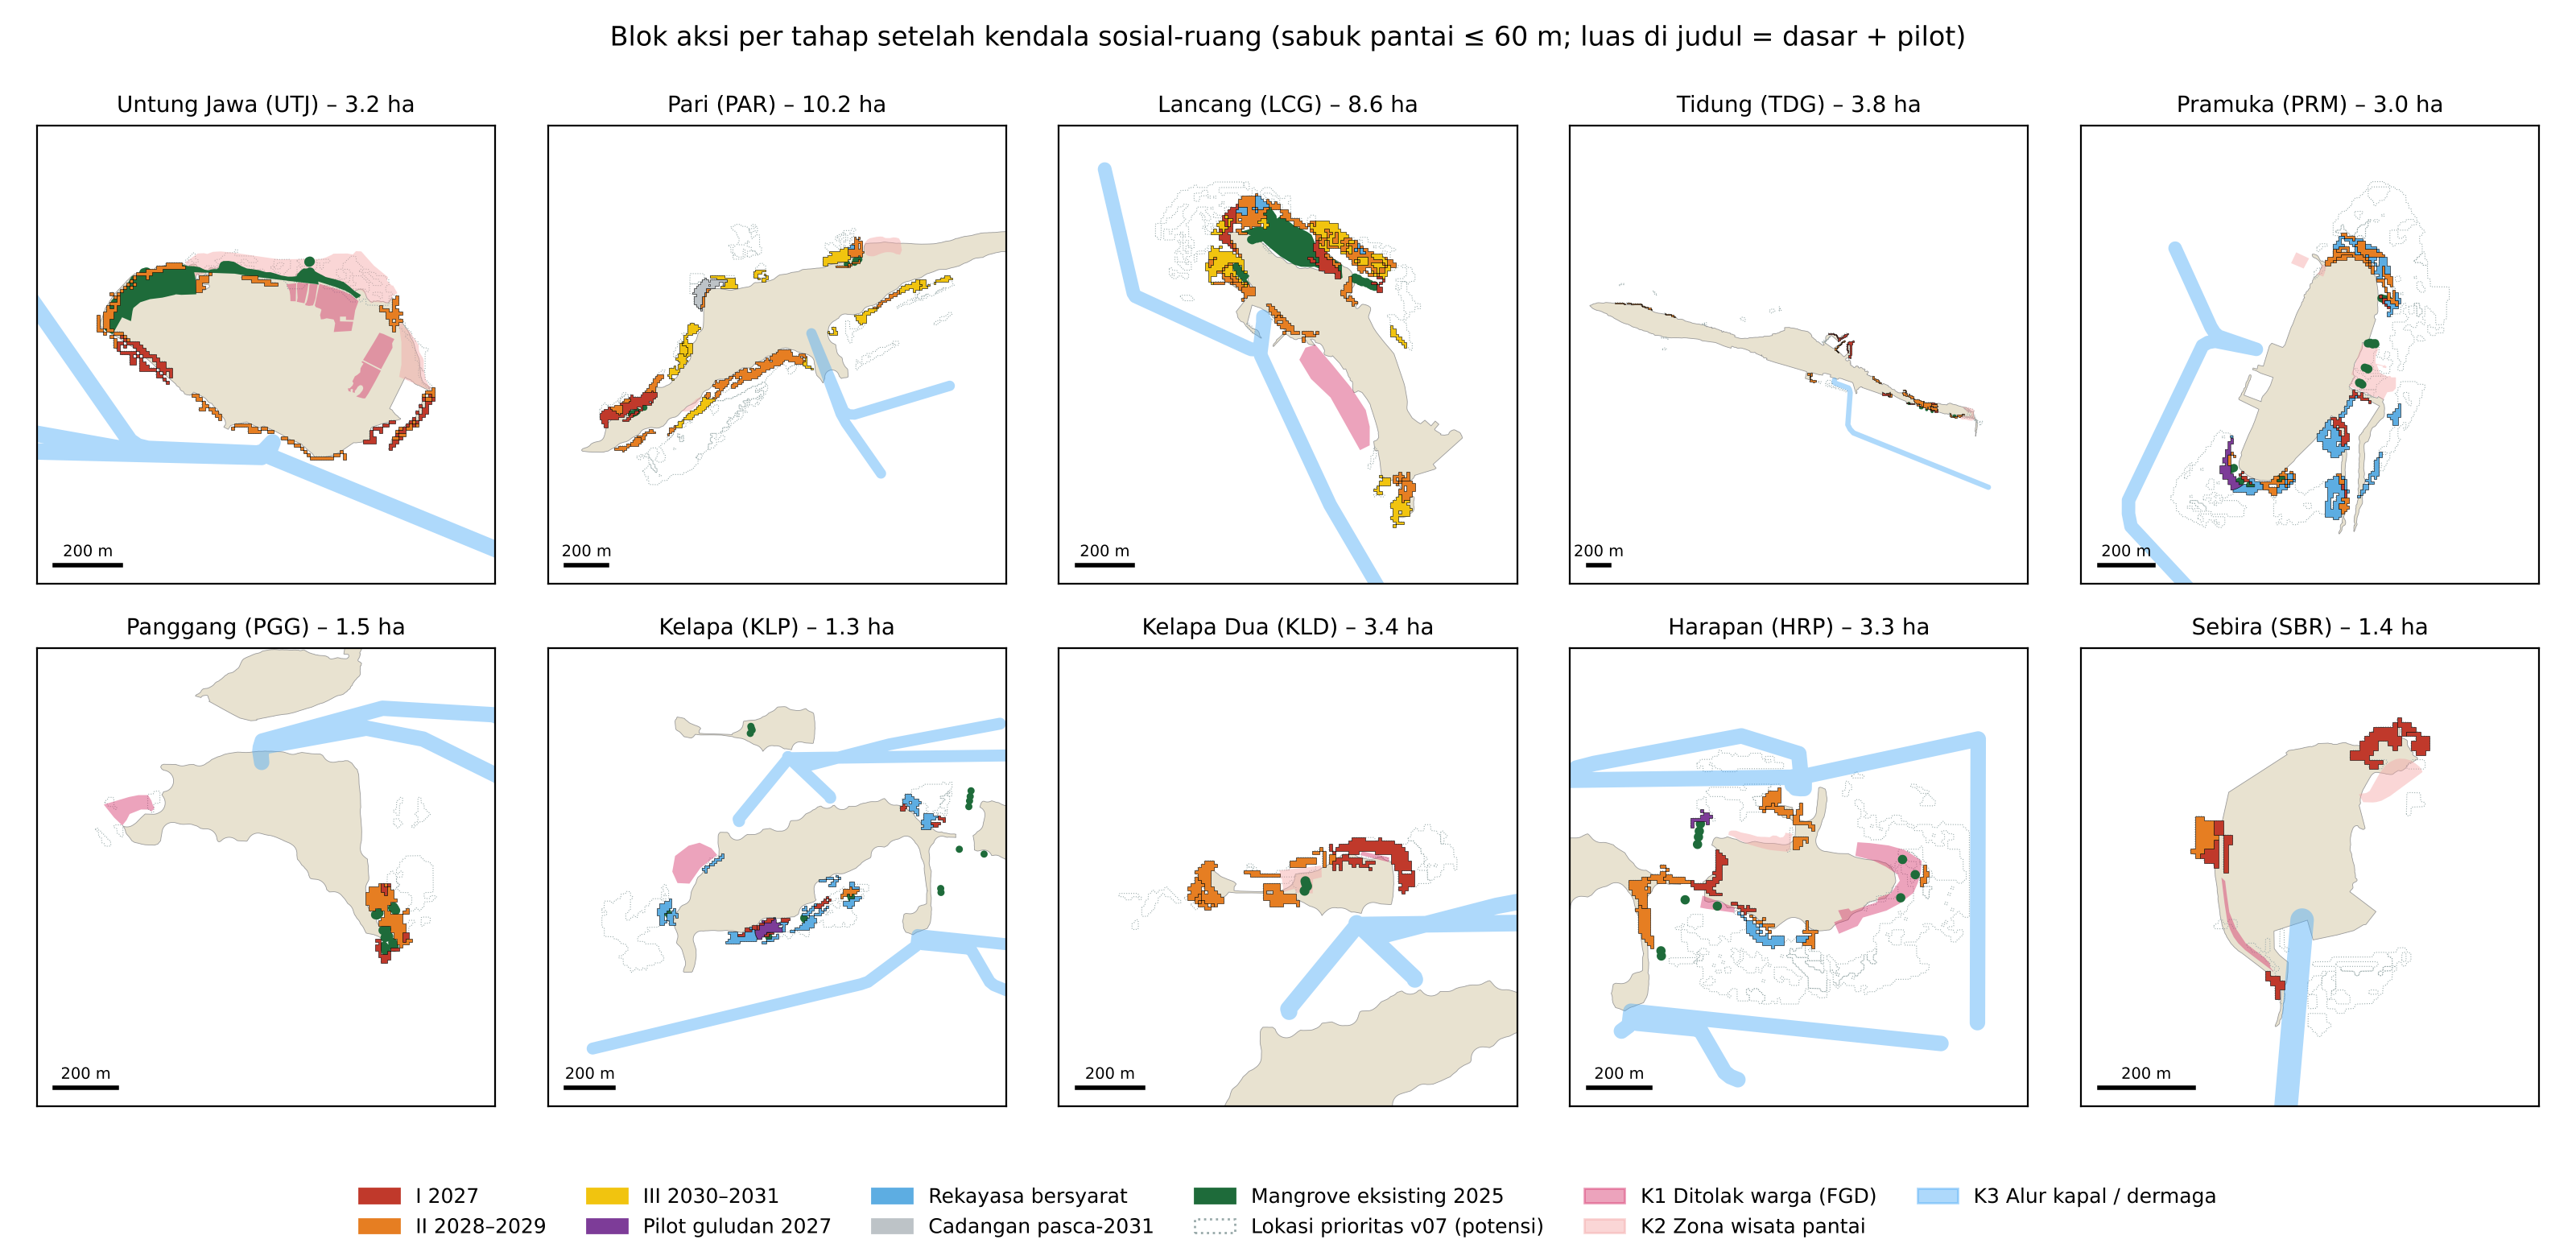 Blok aksi per tahap setelah kendala sosial-ruang (sabuk pantai ≤ 60 m; luas di judul = dasar + pilot)
Untung Jawa (UTJ) – 3.2 ha
Pari (PAR) – 10.2 ha
Lancang (LCG) – 8.6 ha
Tidung (TDG) – 3.8 ha
Pramuka (PRM) – 3.0 ha
200 m
200 m
200 m
200 m
200 m
Panggang (PGG) – 1.5 ha
Kelapa (KLP) – 1.3 ha
Kelapa Dua (KLD) – 3.4 ha
Harapan (HRP) – 3.3 ha
Sebira (SBR) – 1.4 ha
200 m
200 m
200 m
200 m
200 m
I 2027
II 2028–2029
III 2030–2031
Pilot guludan 2027
Rekayasa bersyarat
Cadangan pasca-2031
Mangrove eksisting 2025
Lokasi prioritas v07 (potensi)
K1 Ditolak warga (FGD)
K2 Zona wisata pantai
K3 Alur kapal / dermaga